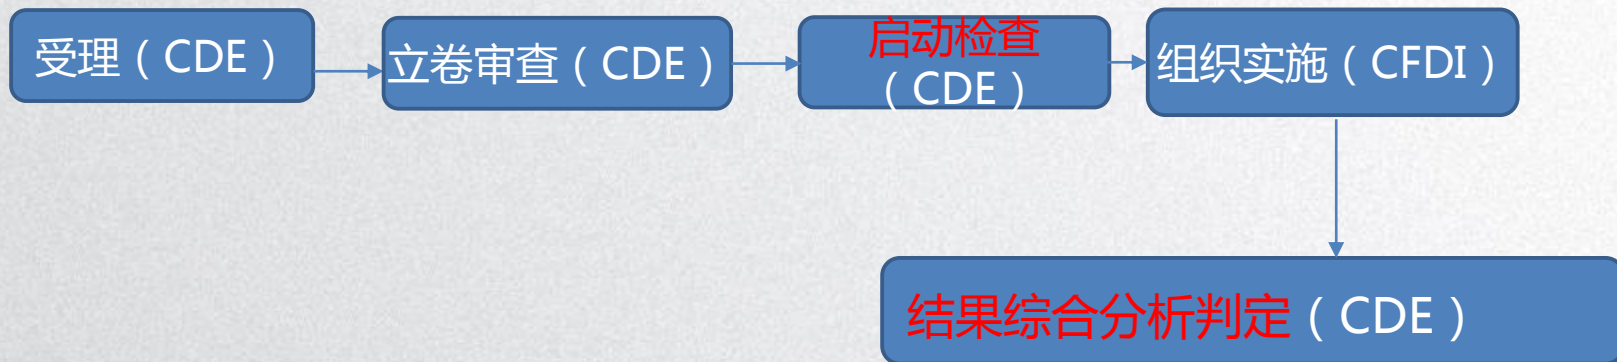 受理（CDE）
立卷审查（CDE）
启动检查
（CDE）
组织实施（CFDI）
结果综合分析判定（CDE）